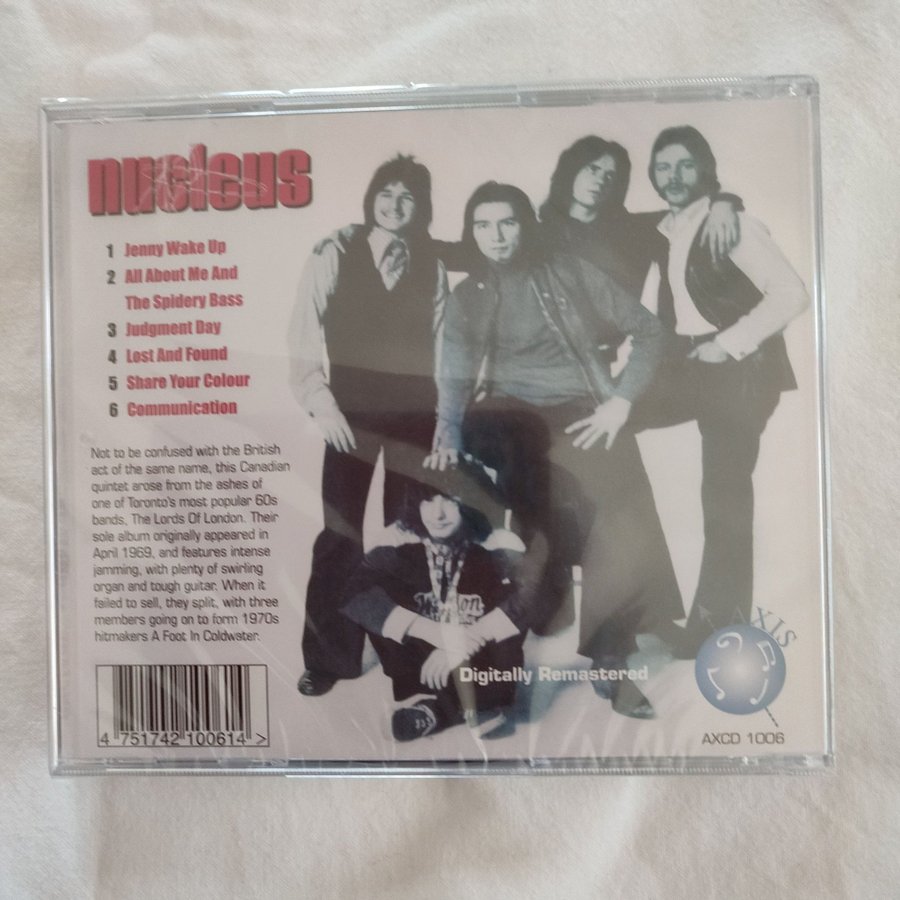 nucleus
1 Jenny Wake Up
2 All About Me And
The Spidery Bass
3 Judgment Day
4 Lost And Found
5 Share Your Colour
6 Communication
Not to be confused with the British
act of the same name, this Canadian
quintet arose from the ashes of
one of Toronto's most popular 60s
bands, The Lords Of London. Their
sole album originally appeared in
April 1969, and features intense
jamming, with plenty of swirling
organ and tough guitar. When it
failed to sell, they split, with three
members going on to form 1970s
hitmakers A Foot In Coldwater.
Digitally Remastered
AXIS
AXCD 1006
4 751742 100614 >